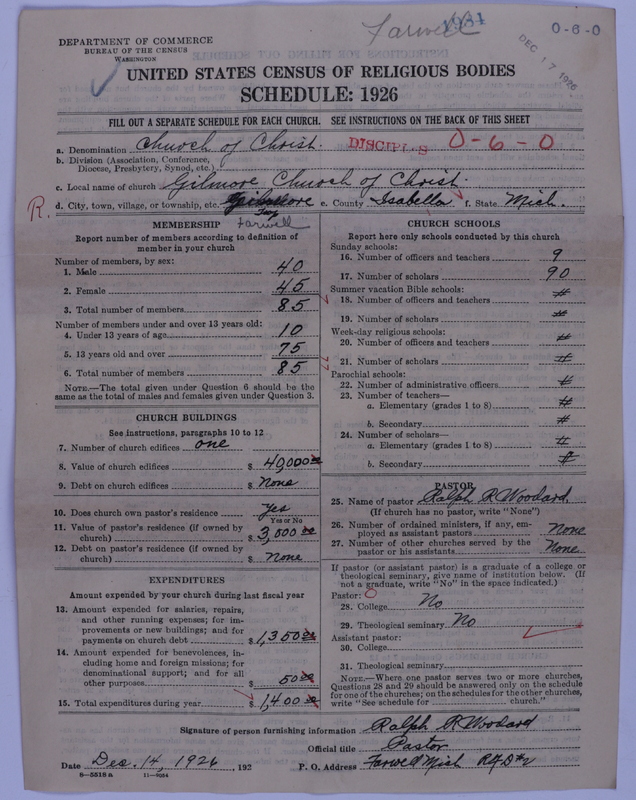 Farwell 1931 0-6-0
DEPARTMENT OF COMMERCE
BUREAU OF THE CENSUS
WASHINGTON
DEC 17 1926
UNITED STATES CENSUS OF RELIGIOUS BODIES
SCHEDULE: 1926
FILL OUT A SEPARATE SCHEDULE FOR EACH CHURCH. SEE INSTRUCTIONS ON THE BACK OF THIS SHEET
a. Denomination Church of Christ. DISCIPLS 0-6-0
b. Division (Association, Conference,
Diocese, Presbytery, Synod, etc.)
c. Local name of church Gilmore Church of Christ.
R. d. City, town, village, or township, etc. Gilmore e. County Isabella f. State Mich.
Farwell
MEMBERSHIP
Report number of members according to definition of
member in your church
Number of members, by sex:
1. Male 40
2. Female 45
3. Total number of members 85
Number of members under and over 13 years old:
4. Under 13 years of age 10
5. 13 years old and over 75
6. Total number of members 85
NOTE.—The total given under Question 6 should be
same as the total of males and females given under Question 3.
CHURCH BUILDINGS
See instructions, paragraphs 10 to 12
7. Number of church edifices one
8. Value of church edifices $ 40,000 00
9. Debt on church edifices $ None
10. Does church own pastor's residence Yes
Yes or No
11. Value of pastor's residence (if owned by
church) $ 3,000 00
12. Debt on pastor's residence (if owned by
church) $ None
EXPENDITURES
Amount expended by your church during last fiscal year
13. Amount expended for salaries, repairs,
and other running expenses; for im-
provements or new buildings; and for
payments on church debt $ 1,350 00
14. Amount expended for benevolences, in-
cluding home and foreign missions; for
denominational support; and for all
other purposes $ 50 00
15. Total expenditures during year $ 1,400 00
CHURCH SCHOOLS
Report here only schools conducted by this church
Sunday schools:
16. Number of officers and teachers 9
17. Number of scholars 90
Summer vacation Bible schools:
18. Number of officers and teachers #
19. Number of scholars #
Week-day religious schools:
20. Number of officers and teachers #
21. Number of scholars #
Parochial schools:
22. Number of administrative officers #
23. Number of teachers—
a. Elementary (grades 1 to 8) #
b. Secondary #
24. Number of scholars—
a. Elementary (grades 1 to 8) #
b. Secondary #
PASTOR
25. Name of pastor Ralph R Woodard
(If church has no pastor, write "None")
26. Number of ordained ministers, if any, em-
ployed as assistant pastors None
27. Number of other churches served by the
pastor or his assistants None
If pastor (or assistant pastor) is a graduate of a college or
theological seminary, give name of institution below. (If
not a graduate, write "No" in the space indicated.)
Pastor: O
28. College No
29. Theological seminary No
Assistant pastor:
30. College
31. Theological seminary
NOTE.—Where one pastor serves two or more churches,
Questions 28 and 29 should be answered only on the schedule
for one of the churches; on the schedules for the other churches,
write "See schedule for church."
Signature of person furnishing information Ralph R Woodard
Official title Pastor
Date Dec. 14, 1926, 192 P. O. Address Farwell Mich R.F.D #2
8—5518 a 11—9034